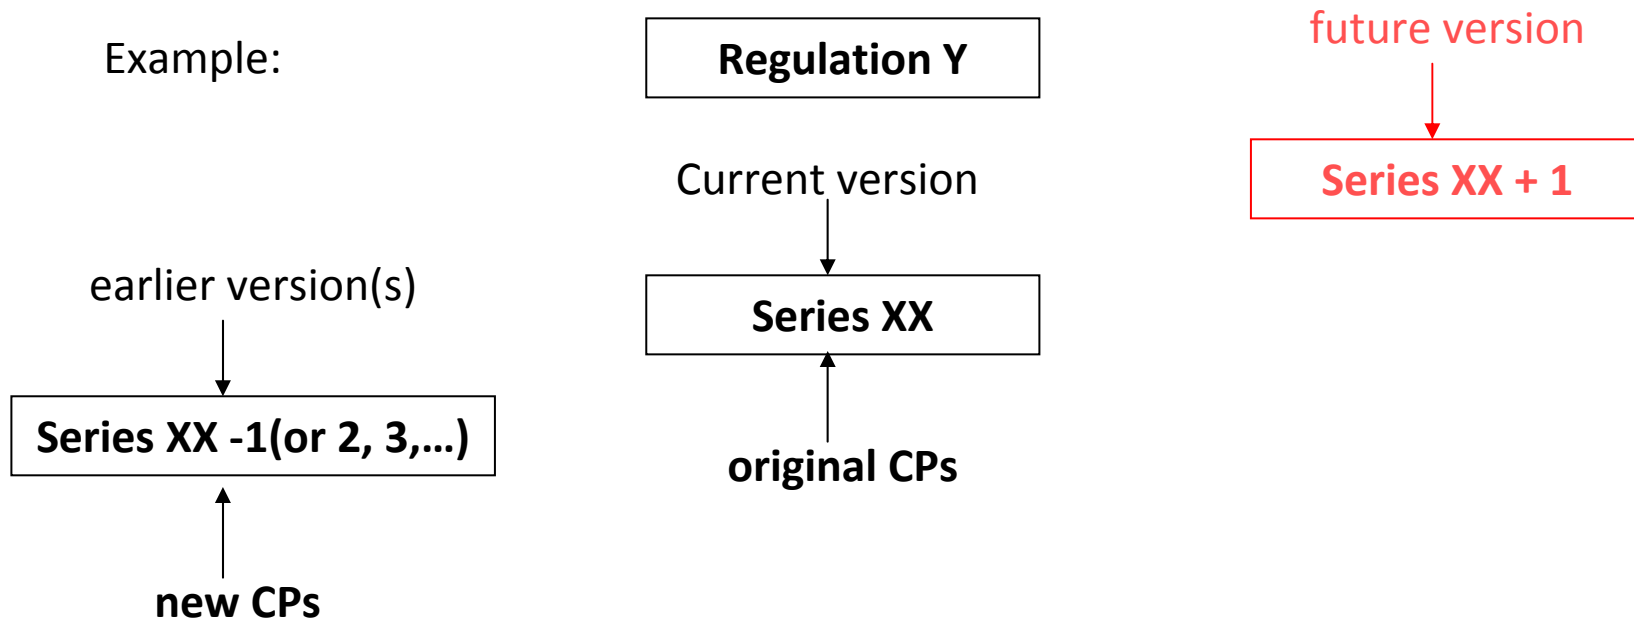 Example:
Regulation Y
future version
Series XX + 1
Current version
Series XX
original CPs
earlier version(s)
Series XX -1(or 2, 3,...)
new CPs